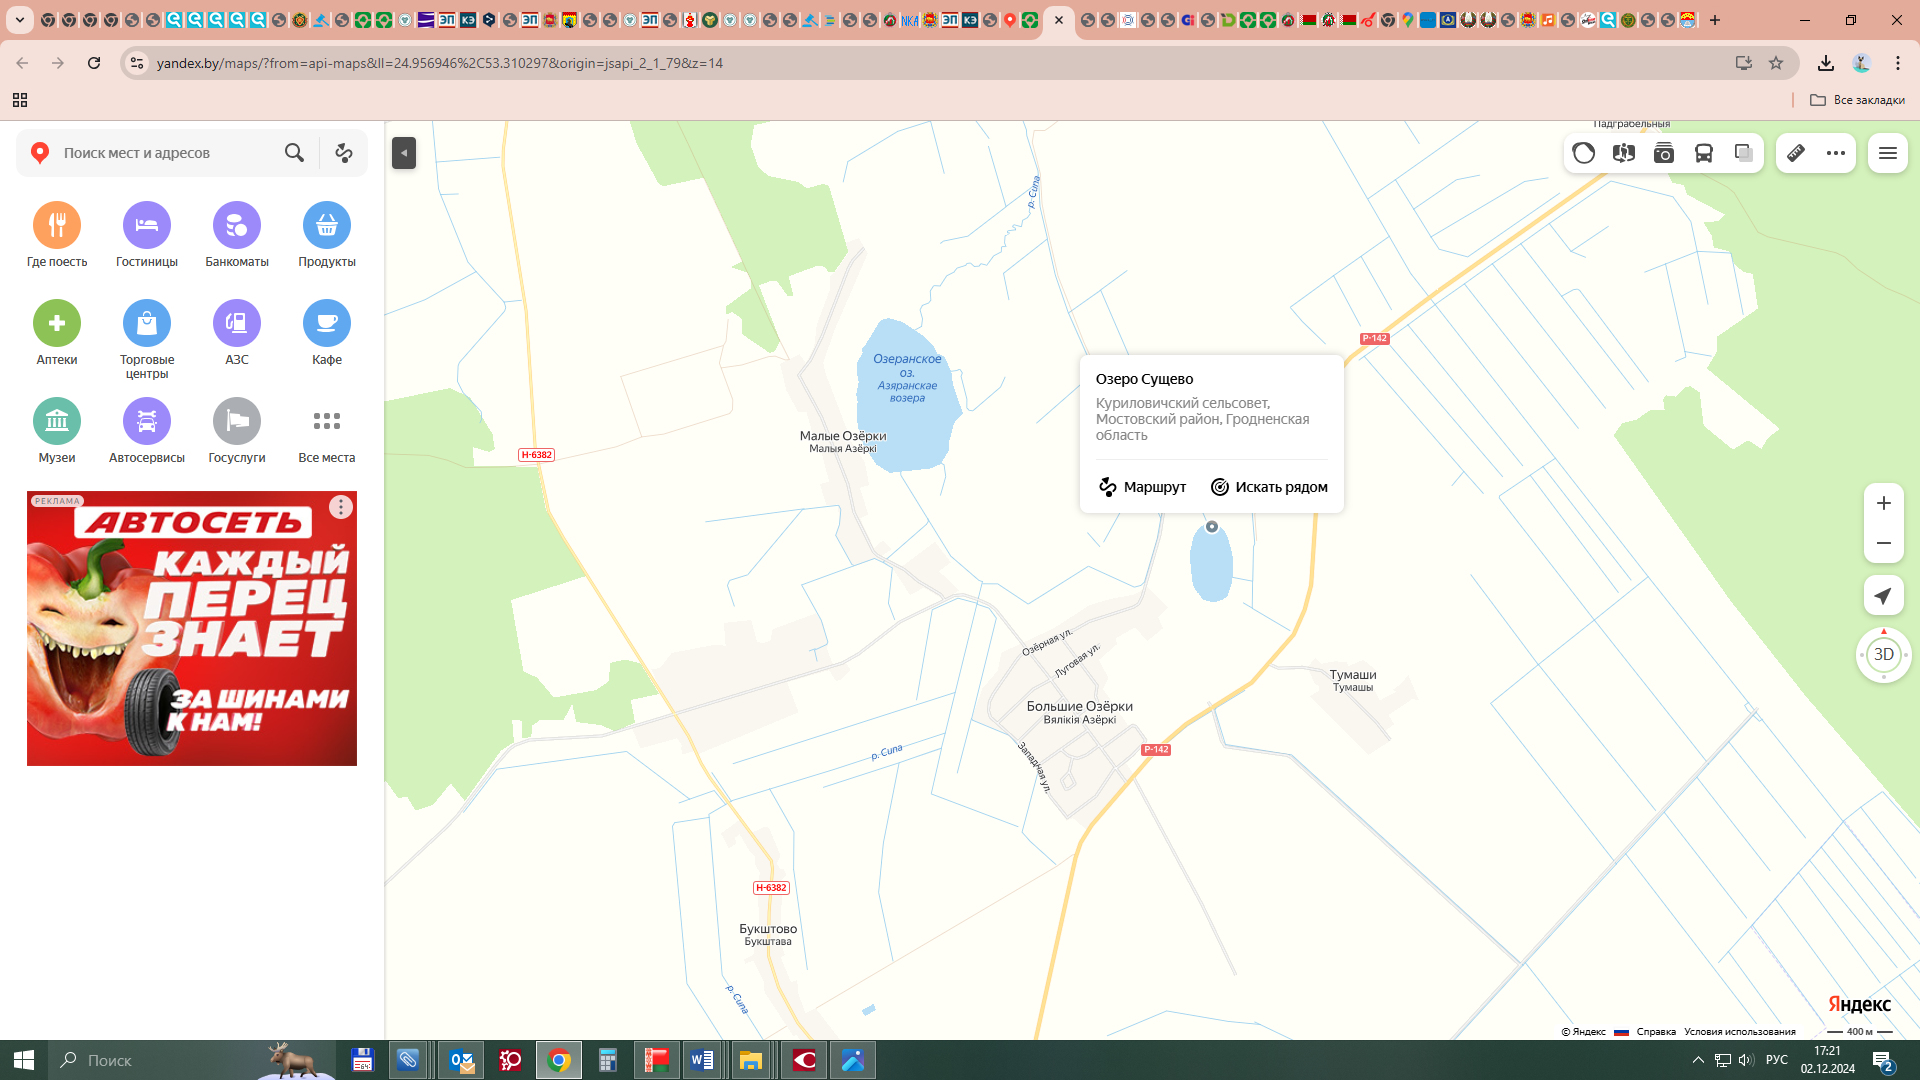 yandex.by/maps/?from=api-maps&ll=24.956946%2C53.310297&origin=jsapi_2_1_79&z=14
Все закладки
Поиск мест и адресов
Где поесть
Гостиницы
Банкоматы
Продукты
Аптеки
Торговые центры
АЗС
Кафе
Музеи
Автосервисы
Госуслуги
Все места
РЕКЛАМА
АВТОСЕТЬ
КАЖДЫЙ
ПЕРЕЦ
ЗНАЕТ
ЗА ШИНАМИ
К НАМ!
Падграбельныя
р. Сипа
Р-142
Озеранское
оз.
Азяранскае
возера
Малые Озёрки
Малыя Азёркі
Н-6382
Озеро Сущево
Куриловичский сельсовет,
Мостовский район, Гродненская
область
Маршрут
Искать рядом
Озёрная ул.
Луговая ул.
Тумаши
Тумашы
Большие Озёрки
Вялікія Азёркі
Р-142
Западная ул.
р. Сипа
Н-6382
Букштово
Букштава
р. Сипа
3D
Яндекс
© Яндекс
Справка
Условия использования
400 м
Поиск
РУС
17:21
02.12.2024
2